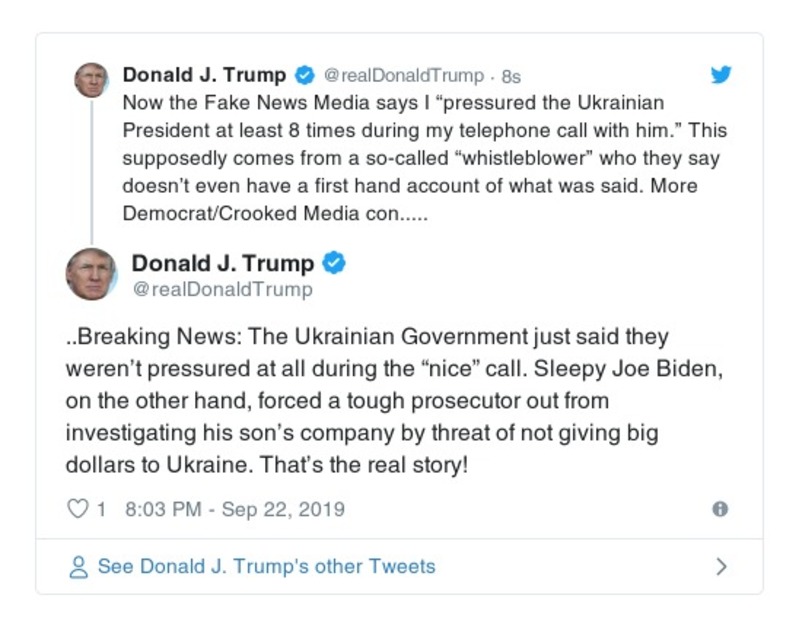 Donald J. Trump @realDonaldTrump · 8s
Now the Fake News Media says I “pressured the Ukrainian
President at least 8 times during my telephone call with him.” This
supposedly comes from a so-called “whistleblower” who they say
doesn’t even have a first hand account of what was said. More
Democrat/Crooked Media con.....
Donald J. Trump
@realDonaldTrump
..Breaking News: The Ukrainian Government just said they
weren’t pressured at all during the “nice” call. Sleepy Joe Biden,
on the other hand, forced a tough prosecutor out from
investigating his son’s company by threat of not giving big
dollars to Ukraine. That’s the real story!
1 8:03 PM - Sep 22, 2019
See Donald J. Trump's other Tweets